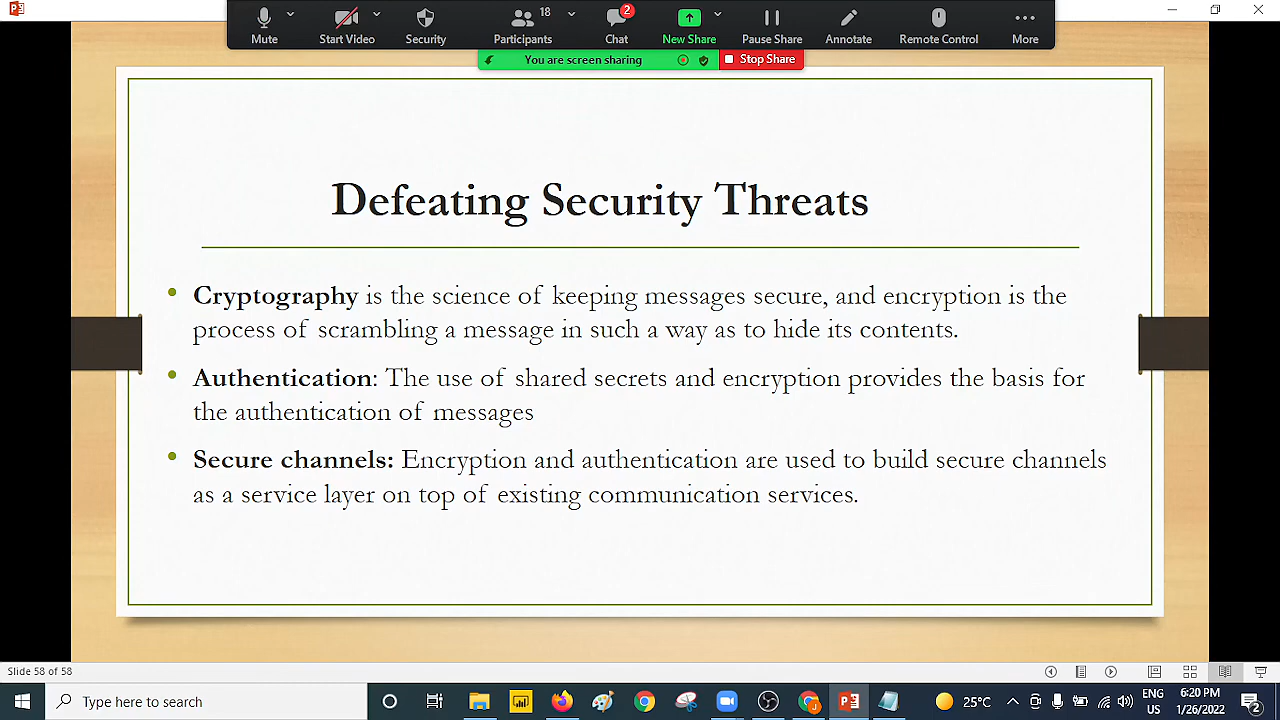 18
2
Mute
Start Video
Security
Participants
Chat
New Share
Pause Share
Annotate
Remote Control
More
You are screen sharing
Stop Share
Defeating Security Threats
• Cryptography is the science of keeping messages secure, and encryption is the
process of scrambling a message in such a way as to hide its contents.
• Authentication: The use of shared secrets and encryption provides the basis for
the authentication of messages
• Secure channels: Encryption and authentication are used to build secure channels
as a service layer on top of existing communication services.
Slide 58 of 58
Type here to search
25°C
ENG
US
6:20 PM
1/26/2022
2